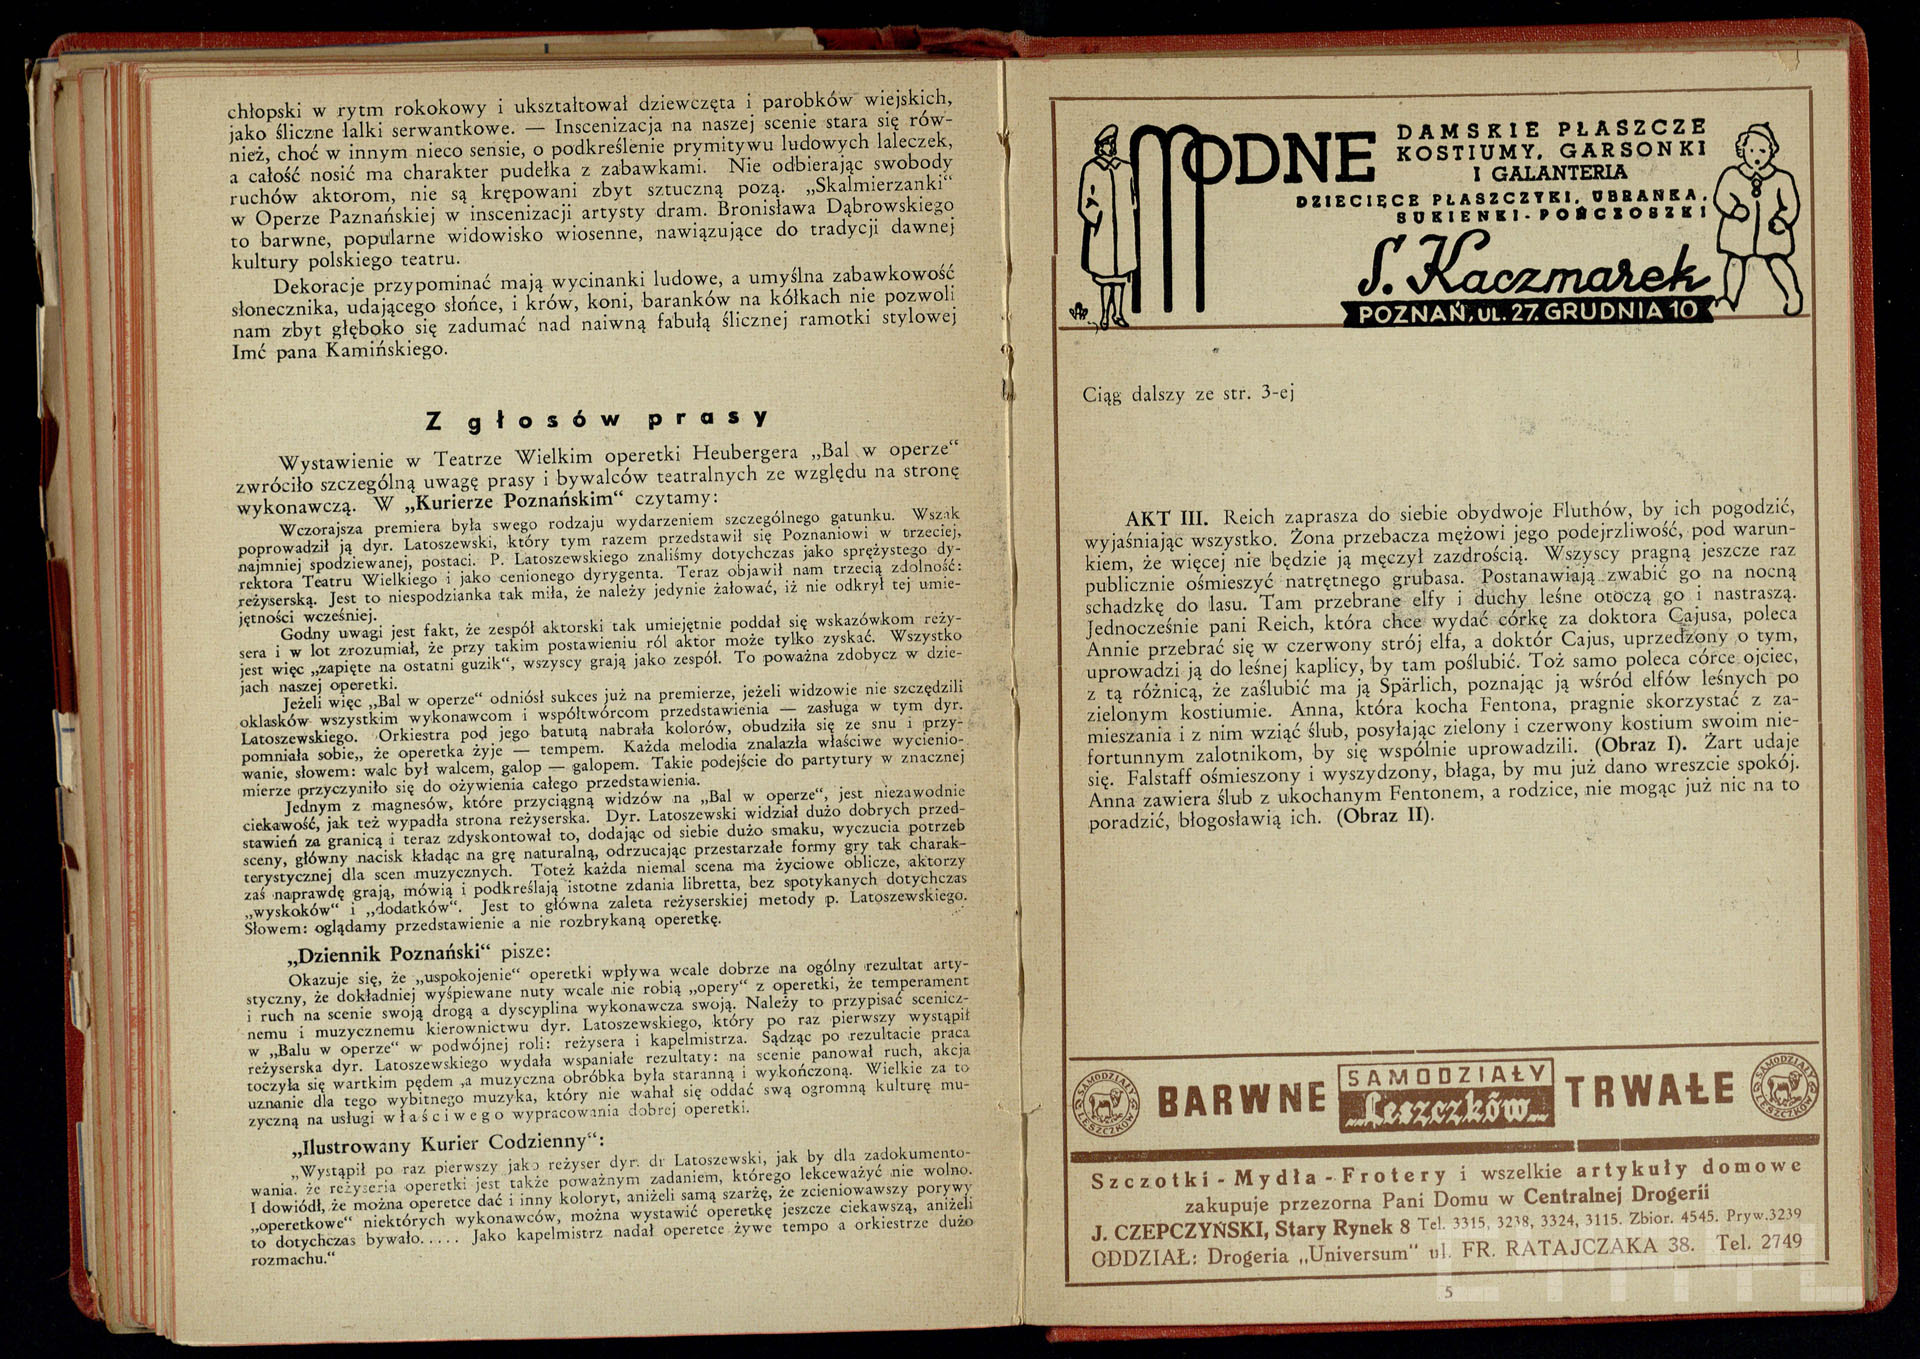 chłopski w rytm rokokowy i ukształtował dziewczęta i parobków wiejskich,
jako śliczne lalki serwantkowe. — Inscenizacja na naszej scenie stara się rów-
nież, choć w innym nieco sensie, o podkreślenie prymitywu ludowych laleczek,
a całość nosić ma charakter pudełka z zabawkami. Nie odbierając swobody
ruchów aktorom, nie są krępowani zbyt sztuczną pozą. „Skalmierzanki“
w Operze Paznańskiej w inscenizacji artysty dram. Bronisława Dąbrowskiego
to barwne, popularne widowisko wiosenne, nawiązujące do tradycji dawnej
kultury polskiego teatru.
Dekoracje przypominać mają wycinanki ludowe, a umyślna zabawkowość
słonecznika, udającego słońce, i krów, koni, baranków na kółkach nie pozwoli
nam zbyt głęboko się zadumać nad naiwną fabułą ślicznej ramotki stylowej
Imć pana Kamińskiego.
Z głosów prasy
Wystawienie w Teatrze Wielkim operetki Heubergera „Bal w operze“
zwróciło szczególną uwagę prasy i bywalców teatralnych ze względu na stronę
wykonawczą. W „Kurierze Poznańskim“ czytamy:
Wczorajsza premiera była swego rodzaju wydarzeniem szczególnego gatunku. Wszak
poprowadził ją dyr. Latoszewski, który tym razem przedstawił się Poznaniowi w trzeciej,
najmniej spodziewanej, postaci. P. Latoszewskiego znaliśmy dotychczas jako sprężystego dy-
rektora Teatru Wielkiego i jako cenionego dyrygenta. Teraz objawił nam trzecią zdolność:
reżyserską. Jest to niespodzianka tak miła, że należy jedynie żałować, iż nie odkrył tej umie-
jętności wcześniej.
Godny uwagi jest fakt, że zespół aktorski tak umiejętnie poddał się wskazówkom reży-
sera i w lot zrozumiał, że przy takim postawieniu ról aktor może tylko zyskać. Wszystko
jest więc „zapięte na ostatni guzik“, wszyscy grają jako zespół. To poważna zdobycz w dzie-
jach naszej operetki.
Jeżeli więc „Bal w operze“ odniósł sukces już na premierze, jeżeli widzowie nie szczędzili
oklasków wszystkim wykonawcom i współtwórcom przedstawienia — zasługa w tym dyr.
Latoszewskiego. Orkiestra pod jego batutą nabrała kolorów, obudziła się ze snu i przy-
pomniała sobie„ że operetka żyje — tempem. Każda melodia znalazła właściwe wycienio-
wanie, słowem: walc był walcem, galop — galopem. Takie podejście do partytury w znacznej
mierze przyczyniło się do ożywienia całego przedstawienia.
Jednym z magnesów, które przyciągną widzów na „Bal w operze“, jest niezawodnie
ciekawość, jak też wypadła strona reżyserska. Dyr. Latoszewski widział dużo dobrych przed-
stawień za granicą i teraz zdyskontował to, dodając od siebie dużo smaku, wyczucia potrzeb
sceny, główny nacisk kładąc na grę naturalną, odrzucając przestarzałe formy gry tak charak-
terystycznej dla scen muzycznych. Toteż każda niemal scena ma życiowe oblicze, aktorzy
zaś naprawdę grają, mówią i podkreślają istotne zdania libretta, bez spotykanych dotychczas
„wyskoków“ i „dodatków“. Jest to główna zaleta reżyserskiej metody p. Latoszewskiego.
Słowem: oglądamy przedstawienie a nie rozbrykaną operetkę.
„Dziennik Poznański“ pisze:
Okazuje się, że „uspokojenie“ operetki wpływa wcale dobrze na ogólny rezultat arty-
styczny, że dokładniej wyśpiewane nuty wcale nie robią „opery“ z operetki, że temperament
i ruch na scenie swoją drogą a dyscyplina wykonawcza swoją. Należy to przypisać scenicz-
nemu i muzycznemu kierownictwu dyr. Latoszewskiego, który po raz pierwszy wystąpił
w „Balu w operze“ w podwójnej roli: reżysera i kapelmistrza. Sądząc po rezultacie praca
reżyserska dyr. Latoszewskiego wydała wspaniałe rezultaty: na scenie panował ruch, akcja
toczyła się wartkim pędem ,a muzyczna obróbka była staranną i wykończoną. Wielkie za to
uznanie dla tego wybitnego muzyka, który nie wahał się oddać swą ogromną kulturę mu-
zyczną na usługi właściwego wypracowania dobrej operetki.
„Ilustrowany Kurier Codzienny“:
„Wystąpił po raz pierwszy jako reżyser dyr. dr Latoszewski, jak by dla zadokumento-
wania, że reżyseria operetki jest także poważnym zadaniem, którego lekceważyć nie wolno.
I dowiódł, że można operetce dać i inny koloryt, aniżeli samą szarżę, że zcieniowawszy porywy
„operetkowe“ niektórych wykonawców, można wystawić operetkę jeszcze ciekawszą, aniżeli
to dotychczas bywało..... Jako kapelmistrz nadał operetce żywe tempo a orkiestrze dużo
rozmachu.“
MODNE
DAMSKIE PŁASZCZE
KOSTIUMY, GARSONKI
I GALANTERIA
DZIECIĘCE PŁASZCZYKI, UBRANKA,
SUKIENKI-POŃCZOSZKI
S. Kaczmarek
POZNAŃ, UL. 27. GRUDNIA 10
Ciąg dalszy ze str. 3-ej
AKT III. Reich zaprasza do siebie obydwoje Fluthów, by ich pogodzić,
wyjaśniając wszystko. Żona przebacza mężowi jego podejrzliwość, pod warun-
kiem, że więcej nie będzie ją męczył zazdrością. Wszyscy pragną jeszcze raz
publicznie ośmieszyć natrętnego grubasa. Postanawiają zwabić go na nocną
schadzkę do lasu. Tam przebrane elfy i duchy leśne otoczą go i nastraszą.
Jednocześnie pani Reich, która chce wydać córkę za doktora Cajusa, poleca
Annie przebrać się w czerwony strój elfa, a doktór Cajus, uprzedzony o tym,
uprowadzi ją do leśnej kaplicy, by tam poślubić. Toż samo poleca córce ojciec,
z tą różnicą, że zaślubić ma ją Spärlich, poznając ją wśród elfów leśnych po
zielonym kostiumie. Anna, która kocha Fentona, pragnie skorzystać z za-
mieszania i z nim wziąć ślub, posyłając zielony i czerwony kostium swoim nie-
fortunnym zalotnikom, by się wspólnie uprowadzili. (Obraz I). Żart udaje
się. Falstaff ośmieszony i wyszydzony, błaga, by mu już dano wreszcie spokój.
Anna zawiera ślub z ukochanym Fentonem, a rodzice, nie mogąc już nic na to
poradzić, błogosławią ich. (Obraz II).
SAMODZIAŁY LESZCZKÓW
BARWNE
SAMODZIAŁY
Leszczków
TRWAŁE
SAMODZIAŁY LESZCZKÓW
Szczotki - Mydła - Frotery i wszelkie artykuły domowe
zakupuje przezorna Pani Domu w Centralnej Drogerii
J. CZEPCZYŃSKI, Stary Rynek 8 Tel. 3315, 3238, 3324, 3115. Zbior. 4545. Pryw.3239
ODDZIAŁ: Drogeria „Universum“ ul. FR. RATAJCZAKA 38. Tel. 2749
5